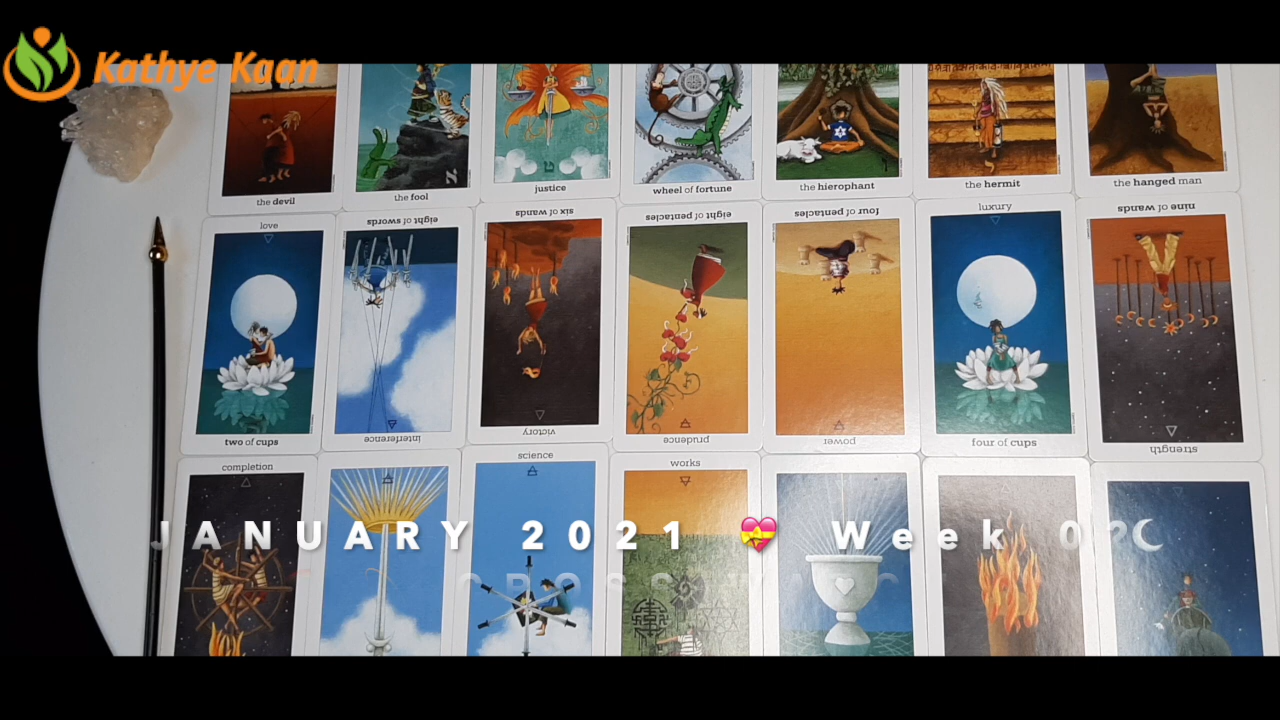 Kathye Kaan
the devil
the fool
justice
wheel of fortune
the hierophant
the hermit
the hanged man
love
eight of swords
six of wands
eight of pentacles
four of pentacles
luxury
nine of wands
two of cups
interference
victory
prudence
power
four of cups
strength
completion
science
works
JANUARY 2021 💝 Week 02